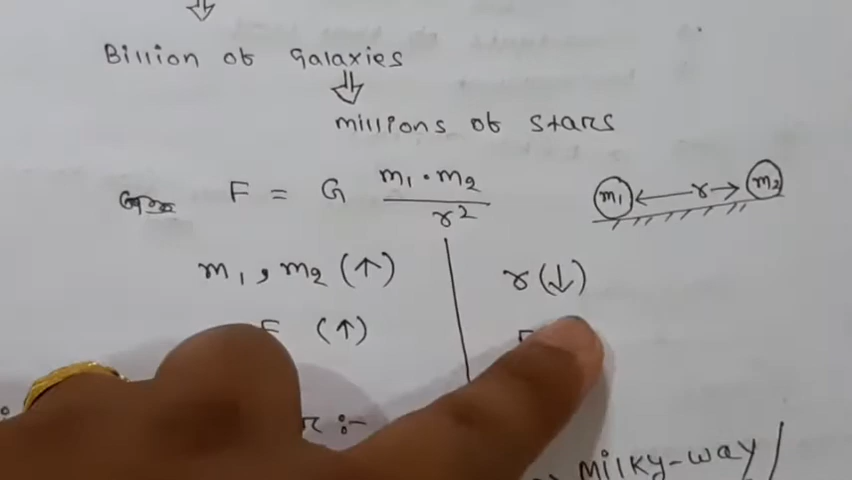 Billion of Galaxies
⇓
millions of stars
F = G m₁·m₂ / r²
m₁ ← r → m₂
m₁, m₂ (↑) | r (↓)
F (↑) | F
:-
Milky-way /